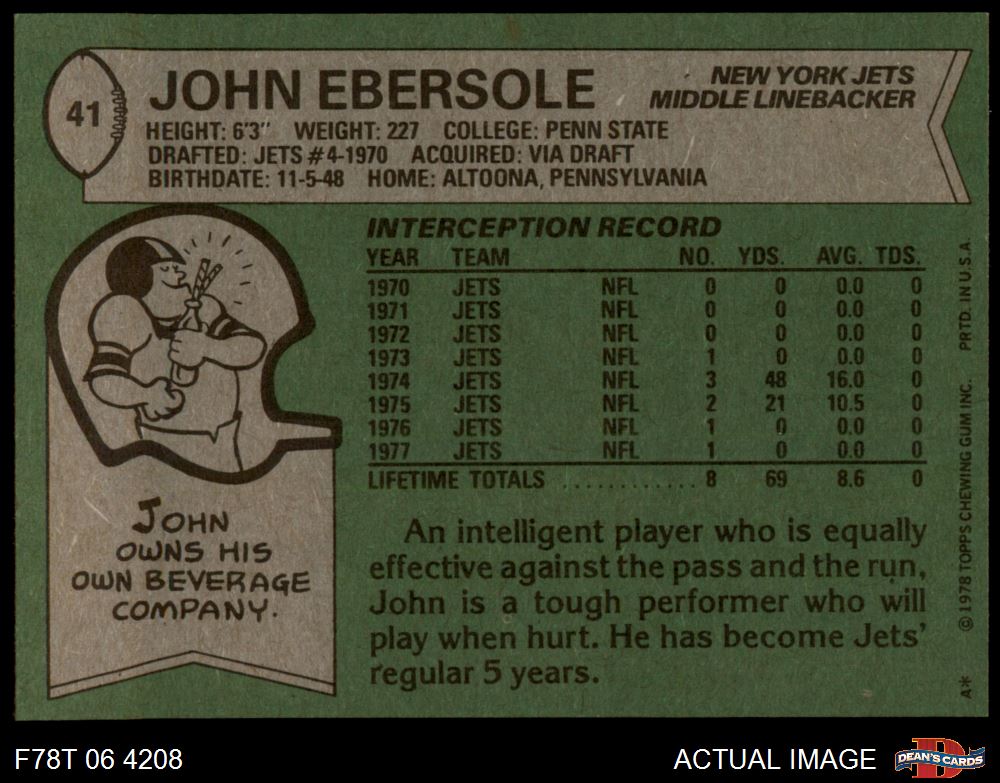 41
JOHN EBERSOLE
NEW YORK JETS
MIDDLE LINEBACKER
HEIGHT: 6'3" WEIGHT: 227 COLLEGE: PENN STATE
DRAFTED: JETS #4-1970 ACQUIRED: VIA DRAFT
BIRTHDATE: 11-5-48 HOME: ALTOONA, PENNSYLVANIA
INTERCEPTION RECORD
YEAR TEAM NO. YDS. AVG. TDS.
1970 JETS NFL 0 0 0.0 0
1971 JETS NFL 0 0 0.0 0
1972 JETS NFL 0 0 0.0 0
1973 JETS NFL 1 0 0.0 0
1974 JETS NFL 3 48 16.0 0
1975 JETS NFL 2 21 10.5 0
1976 JETS NFL 1 0 0.0 0
1977 JETS NFL 1 0 0.0 0
LIFETIME TOTALS ............ 8 69 8.6 0
JOHN
OWNS HIS
OWN BEVERAGE
COMPANY.
An intelligent player who is equally
effective against the pass and the run,
John is a tough performer who will
play when hurt. He has become Jets'
regular 5 years.
A* © 1978 TOPPS CHEWING GUM INC. PRTD. IN U.S.A.
F78T 06 4208
ACTUAL IMAGE
D
DEAN'S CARDS